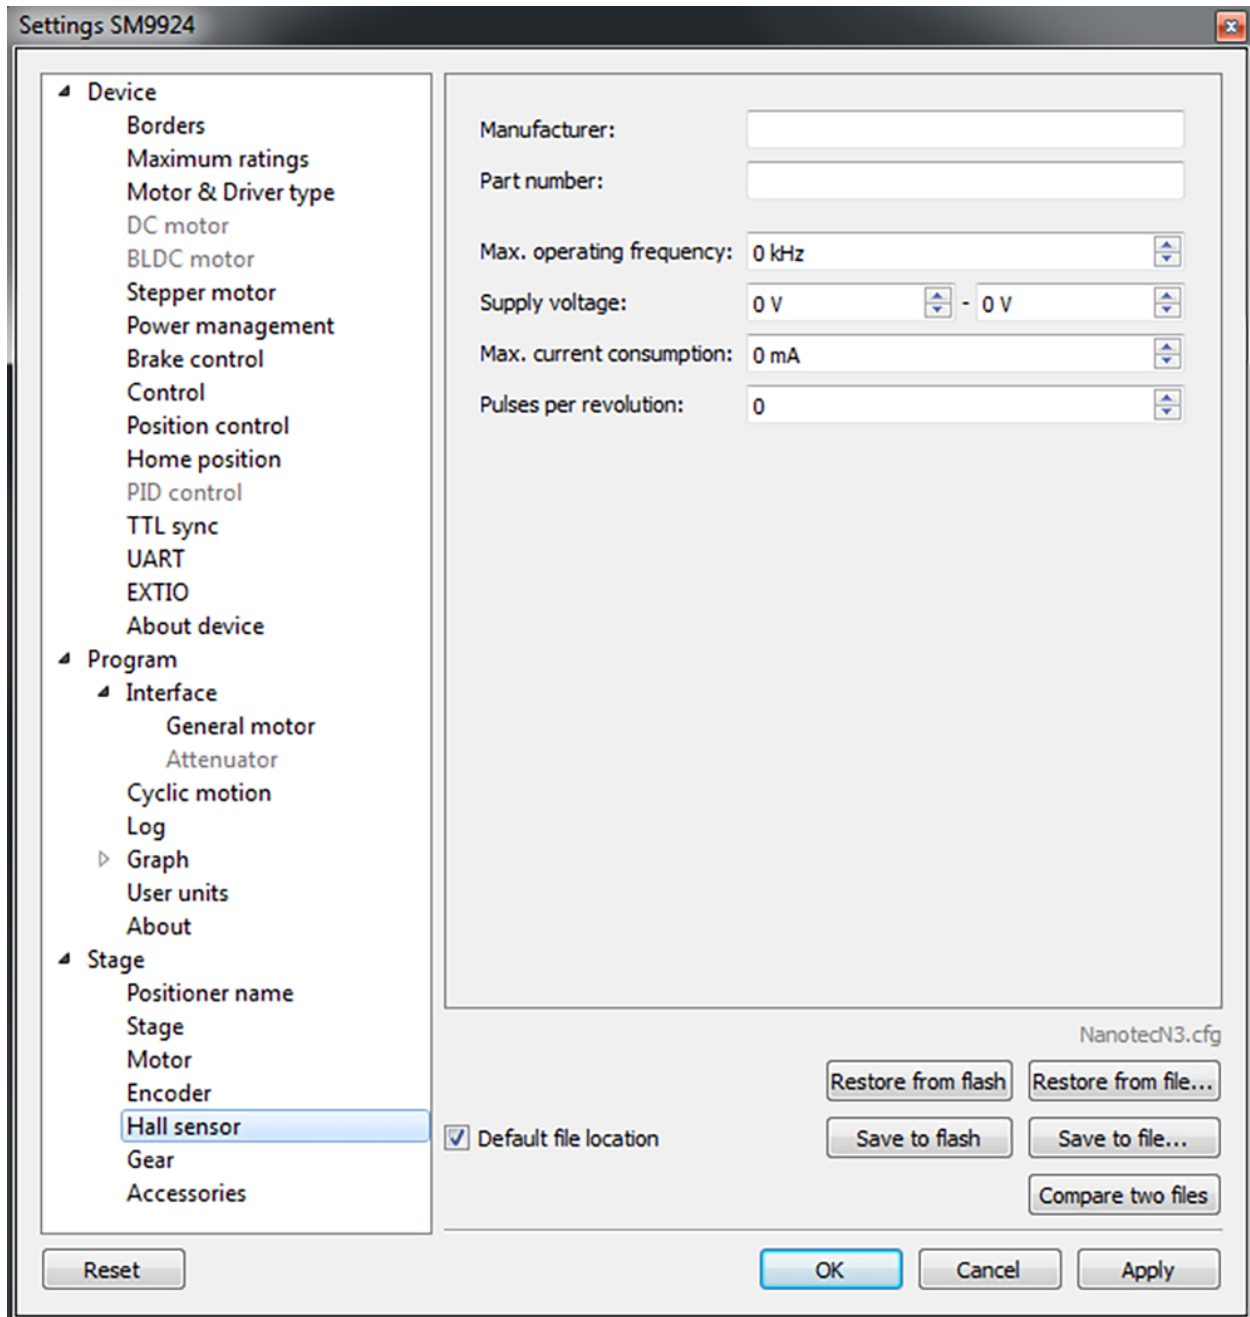 Settings SM9924
Device
Borders
Maximum ratings
Motor & Driver type
DC motor
BLDC motor
Stepper motor
Power management
Brake control
Control
Position control
Home position
PID control
TTL sync
UART
EXTIO
About device
Program
Interface
General motor
Attenuator
Cyclic motion
Log
Graph
User units
About
Stage
Positioner name
Stage
Motor
Encoder
Hall sensor
Gear
Accessories
Manufacturer:
Part number:
Max. operating frequency: 0 kHz
Supply voltage: 0 V - 0 V
Max. current consumption: 0 mA
Pulses per revolution: 0
NanotecN3.cfg
Restore from flash Restore from file...
Default file location Save to flash Save to file...
Compare two files
Reset OK Cancel Apply